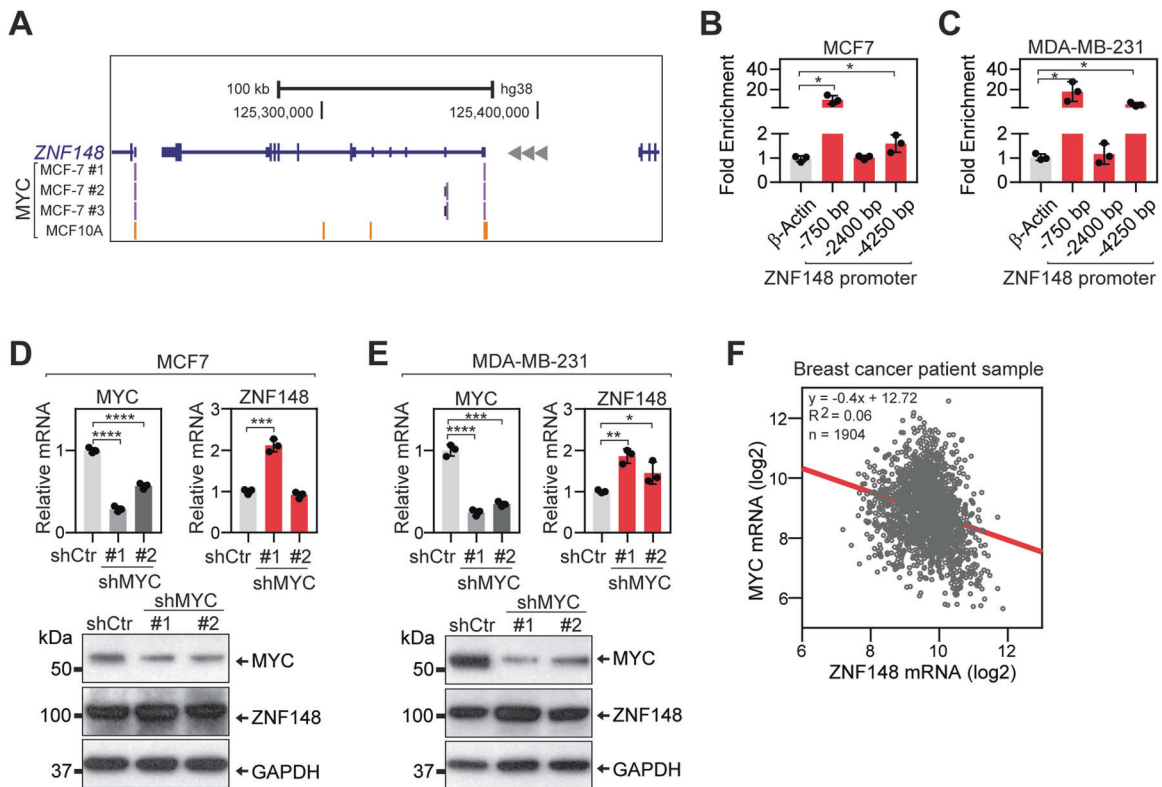 A
100 kb hg38
125,300,000 125,400,000
ZNF148
MYC
MCF-7 #1
MCF-7 #2
MCF-7 #3
MCF10A
B
MCF7
*
*
Fold Enrichment
40
20
2
1
0
β-Actin
-750 bp
-2400 bp
-4250 bp
ZNF148 promoter
C
MDA-MB-231
*
*
Fold Enrichment
40
20
2
1
0
β-Actin
-750 bp
-2400 bp
-4250 bp
ZNF148 promoter
D
MCF7
MYC
****
****
Relative mRNA
1
0
ZNF148
***
Relative mRNA
3
2
1
0
shCtr #1 #2 #1 #2
shMYC shMYC
shMYC
kDa shCtr #1 #2
50 MYC
100 ZNF148
37 GAPDH
E
MDA-MB-231
MYC
***
****
Relative mRNA
1
0
ZNF148
*
**
Relative mRNA
3
2
1
0
shCtr #1 #2 #1 #2
shMYC shMYC
shMYC
kDa shCtr #1 #2
50 MYC
100 ZNF148
37 GAPDH
F
Breast cancer patient sample
y = -0.4x + 12.72
R2 = 0.06
n = 1904
MYC mRNA (log2)
12
10
8
6
6 8 10 12
ZNF148 mRNA (log2)